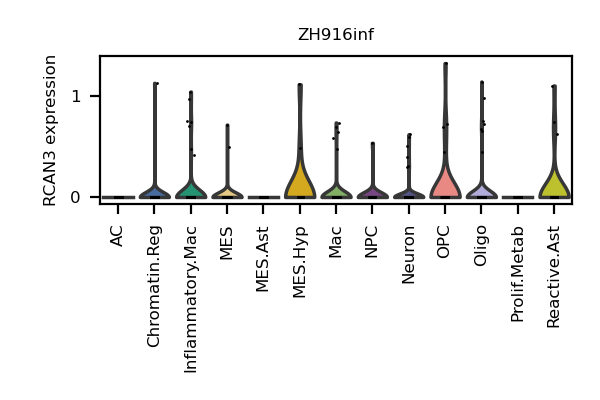 ZH916inf
RCAN3 expression
1
0
AC
Chromatin.Reg
Inflammatory.Mac
MES
MES.Ast
MES.Hyp
Mac
NPC
Neuron
OPC
Oligo
Prolif.Metab
Reactive.Ast